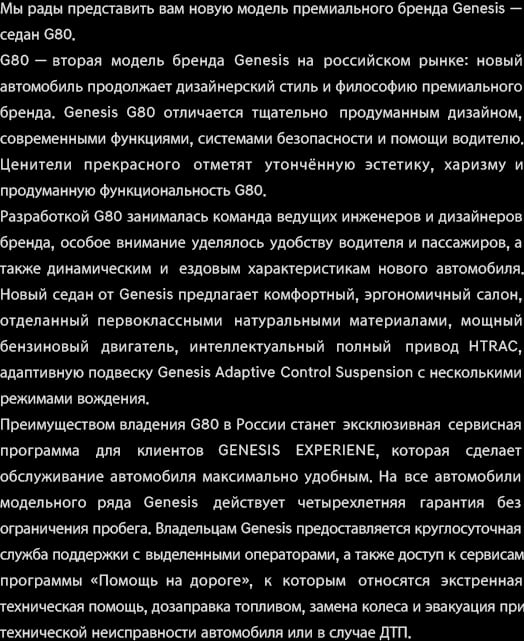 Мы рады представить вам новую модель премиального бренда Genesis —
седан G80.
G80 — вторая модель бренда Genesis на российском рынке: новый
автомобиль продолжает дизайнерский стиль и философию премиального
бренда. Genesis G80 отличается тщательно продуманным дизайном,
современными функциями, системами безопасности и помощи водителю.
Ценители прекрасного отметят утончённую эстетику, харизму и
продуманную функциональность G80.
Разработкой G80 занималась команда ведущих инженеров и дизайнеров
бренда, особое внимание уделялось удобству водителя и пассажиров, а
также динамическим и ездовым характеристикам нового автомобиля.
Новый седан от Genesis предлагает комфортный, эргономичный салон,
отделанный первоклассными натуральными материалами, мощный
бензиновый двигатель, интеллектуальный полный привод HTRAC,
адаптивную подвеску Genesis Adaptive Control Suspension с несколькими
режимами вождения.
Преимуществом владения G80 в России станет эксклюзивная сервисная
программа для клиентов GENESIS EXPERIENE, которая сделает
обслуживание автомобиля максимально удобным. На все автомобили
модельного ряда Genesis действует четырехлетняя гарантия без
ограничения пробега. Владельцам Genesis предоставляется круглосуточная
служба поддержки с выделенными операторами, а также доступ к сервисам
программы «Помощь на дороге», к которым относятся экстренная
техническая помощь, дозаправка топливом, замена колеса и эвакуация при
технической неисправности автомобиля или в случае ДТП.